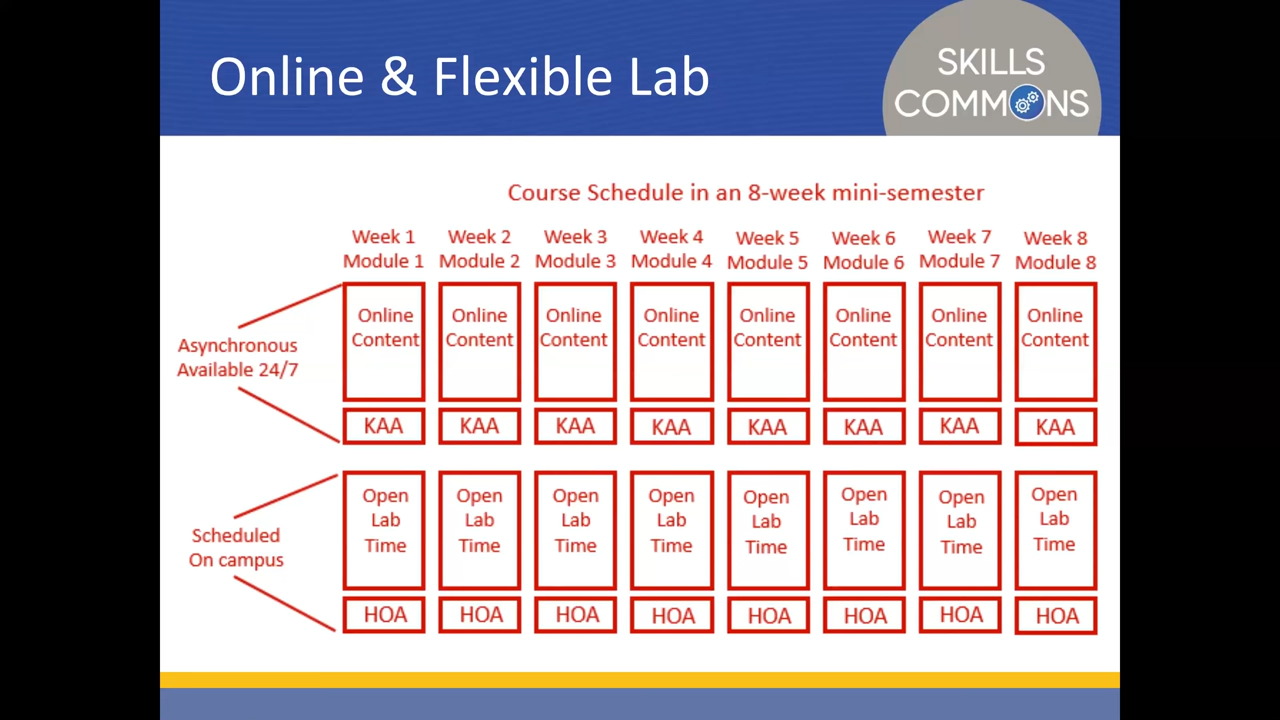 Online & Flexible Lab
SKILLS
COMMONS
Course Schedule in an 8-week mini-semester
Week 1 Week 2 Week 3 Week 4 Week 5 Week 6 Week 7 Week 8
Module 1 Module 2 Module 3 Module 4 Module 5 Module 6 Module 7 Module 8
Asynchronous
Available 24/7
Online Online Online Online Online Online Online Online
Content Content Content Content Content Content Content Content
KAA KAA KAA KAA KAA KAA KAA KAA
Scheduled
On campus
Open Open Open Open Open Open Open Open
Lab Lab Lab Lab Lab Lab Lab Lab
Time Time Time Time Time Time Time Time
HOA HOA HOA HOA HOA HOA HOA HOA